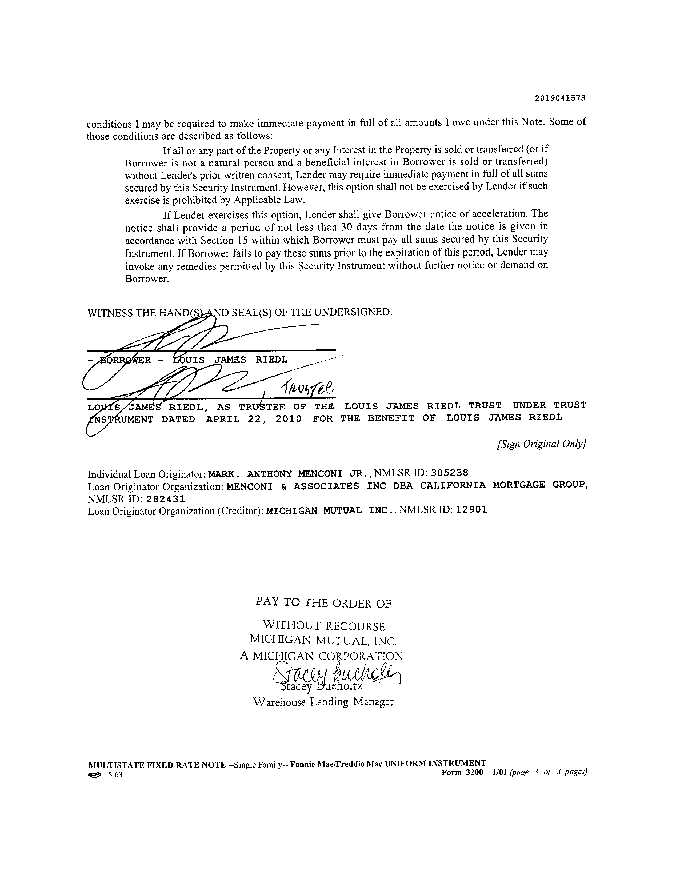 2019041573
conditions I may be required to make immediate payment in full of all amounts I owe under this Note. Some of
those conditions are described as follows:
If all or any part of the Property or any Interest in the Property is sold or transferred (or if
Borrower is not a natural person and a beneficial interest in Borrower is sold or transferred)
without Lender's prior written consent, Lender may require immediate payment in full of all sums
secured by this Security Instrument. However, this option shall not be exercised by Lender if such
exercise is prohibited by Applicable Law.
If Lender exercises this option, Lender shall give Borrower notice of acceleration. The
notice shall provide a period of not less than 30 days from the date the notice is given in
accordance with Section 15 within which Borrower must pay all sums secured by this Security
Instrument. If Borrower fails to pay these sums prior to the expiration of this period, Lender may
invoke any remedies permitted by this Security Instrument without further notice or demand on
Borrower.
WITNESS THE HAND(S) AND SEAL(S) OF THE UNDERSIGNED.
- BORROWER - LOUIS JAMES RIEDL
, TRUSTEE
LOUIS JAMES RIEDL, AS TRUSTEE OF THE LOUIS JAMES RIEDL TRUST UNDER TRUST
INSTRUMENT DATED APRIL 22, 2010 FOR THE BENEFIT OF LOUIS JAMES RIEDL
[Sign Original Only]
Individual Loan Originator: MARK. ANTHONY MENCONI JR., NMLSR ID: 305238
Loan Originator Organization: MENCONI & ASSOCIATES INC DBA CALIFORNIA MORTGAGE GROUP,
NMLSR ID: 282431
Loan Originator Organization (Creditor): MICHIGAN MUTUAL INC., NMLSR ID: 12901
PAY TO THE ORDER OF
WITHOUT RECOURSE
MICHIGAN MUTUAL, INC.
A MICHIGAN CORPORATION
Stacey Bucholtz
Stacey Bucholtz
Warehouse Lending Manager
MULTISTATE FIXED RATE NOTE --Single Family-- Fannie Mae/Freddie Mac UNIFORM INSTRUMENT
Form 3200 1/01 (page 3 of 3 pages)